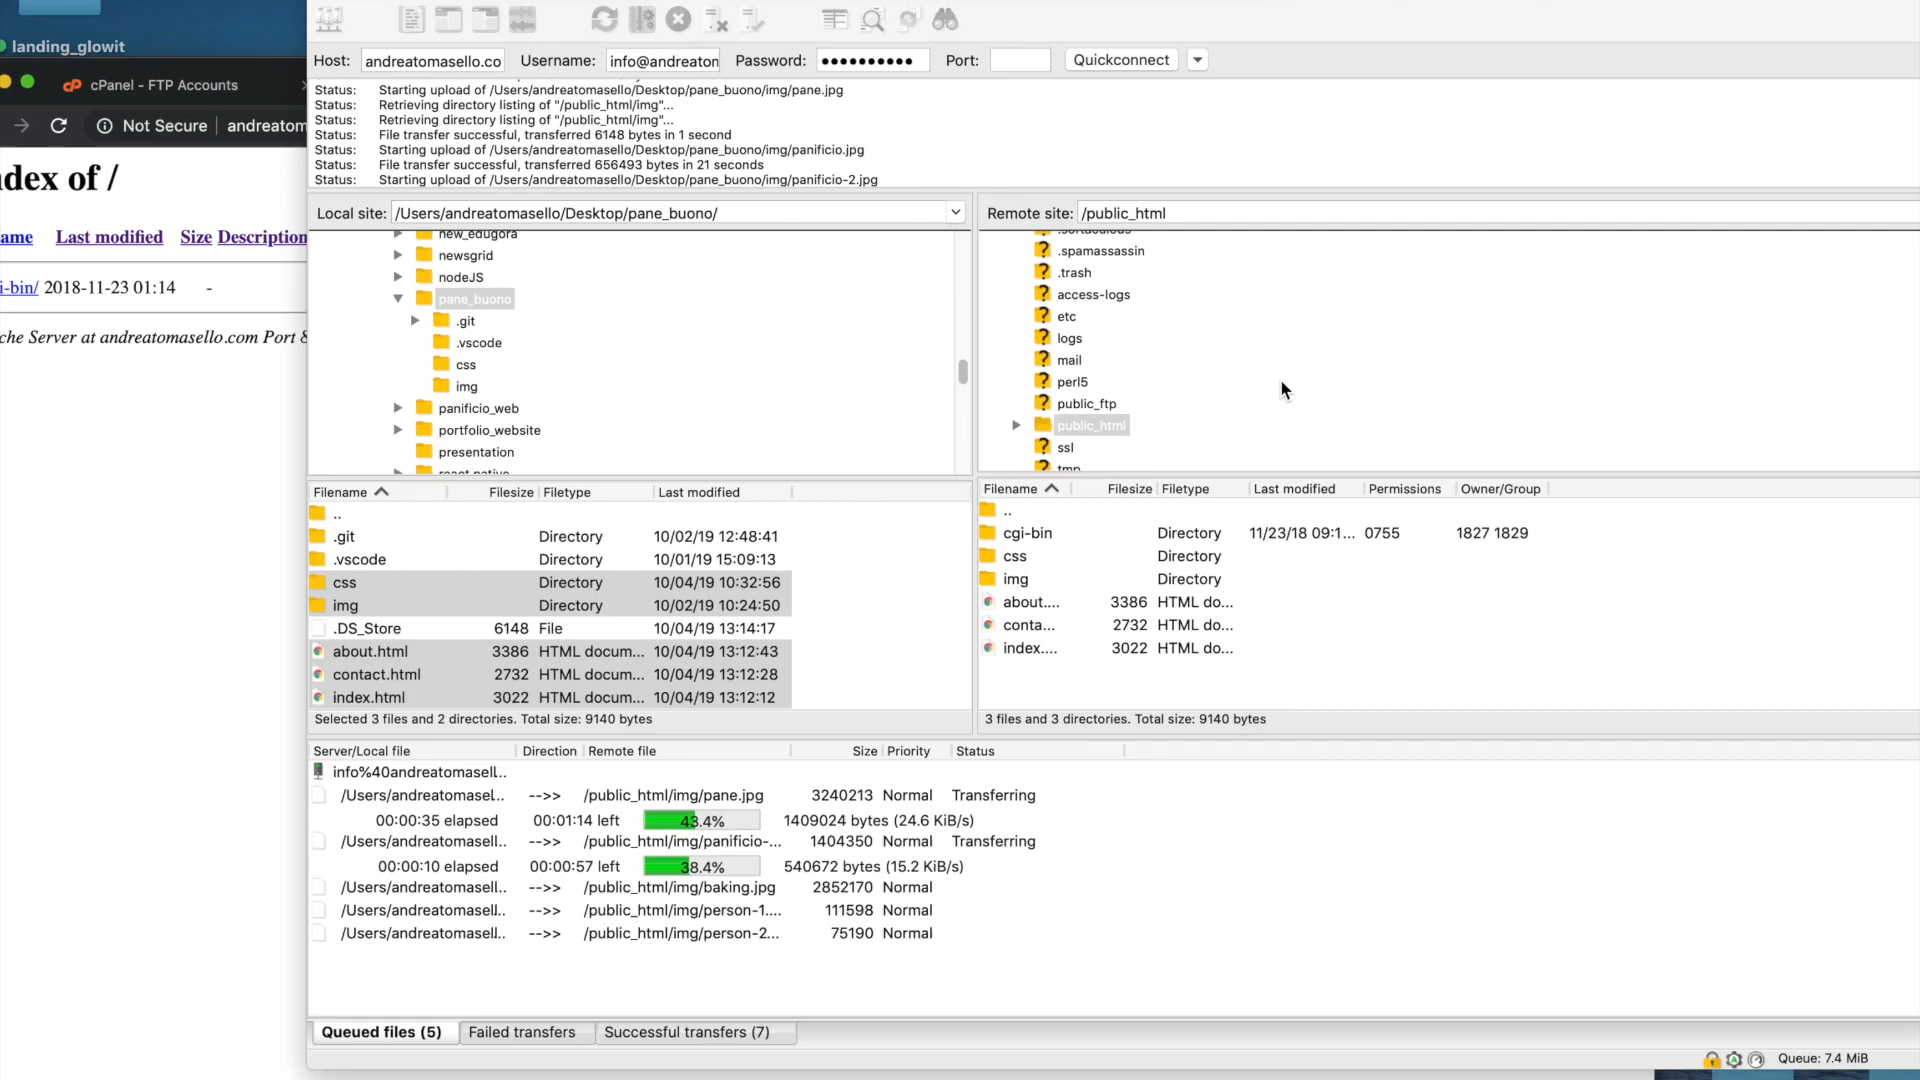 landing_glowit
cPanel - FTP Accounts
Not Secure | andreatom
ndex of /
ame Last modified Size Description
i-bin/ 2018-11-23 01:14 -
che Server at andreatomasello.com Port 8
Host: andreatomasello.co Username: info@andreaton Password: •••••••••• Port: Quickconnect
Status: Starting upload of /Users/andreatomasello/Desktop/pane_buono/img/pane.jpg
Status: Retrieving directory listing of "/public_html/img"...
Status: Retrieving directory listing of "/public_html/img"...
Status: File transfer successful, transferred 6148 bytes in 1 second
Status: Starting upload of /Users/andreatomasello/Desktop/pane_buono/img/panificio.jpg
Status: File transfer successful, transferred 656493 bytes in 21 seconds
Status: Starting upload of /Users/andreatomasello/Desktop/pane_buono/img/panificio-2.jpg
Local site: /Users/andreatomasello/Desktop/pane_buono/
new_edugora
newsgrid
nodeJS
pane_buono
.git
.vscode
css
img
panificio_web
portfolio_website
presentation
react native
Filename Filesize Filetype Last modified
..
.git Directory 10/02/19 12:48:41
.vscode Directory 10/01/19 15:09:13
css Directory 10/04/19 10:32:56
img Directory 10/02/19 10:24:50
.DS_Store 6148 File 10/04/19 13:14:17
about.html 3386 HTML docum... 10/04/19 13:12:43
contact.html 2732 HTML docum... 10/04/19 13:12:28
index.html 3022 HTML docum... 10/04/19 13:12:12
Selected 3 files and 2 directories. Total size: 9140 bytes
Remote site: /public_html
.softaculous
.spamassassin
.trash
access-logs
etc
logs
mail
perl5
public_ftp
public_html
ssl
tmp
Filename Filesize Filetype Last modified Permissions Owner/Group
..
cgi-bin Directory 11/23/18 09:1... 0755 1827 1829
css Directory
img Directory
about.... 3386 HTML do...
conta... 2732 HTML do...
index.... 3022 HTML do...
3 files and 3 directories. Total size: 9140 bytes
Server/Local file Direction Remote file Size Priority Status
info%40andreatomasell...
/Users/andreatomasel... -->> /public_html/img/pane.jpg 3240213 Normal Transferring
00:00:35 elapsed 00:01:14 left 43.4% 1409024 bytes (24.6 KiB/s)
/Users/andreatomasell.. -->> /public_html/img/panificio-... 1404350 Normal Transferring
00:00:10 elapsed 00:00:57 left 38.4% 540672 bytes (15.2 KiB/s)
/Users/andreatomasell.. -->> /public_html/img/baking.jpg 2852170 Normal
/Users/andreatomasell.. -->> /public_html/img/person-1.... 111598 Normal
/Users/andreatomasell.. -->> /public_html/img/person-2... 75190 Normal
Queued files (5) Failed transfers Successful transfers (7)
Queue: 7.4 MiB